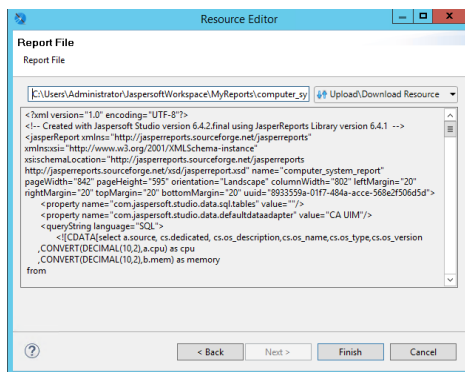 Resource Editor
Report File
Report File
C:\Users\Administrator\JaspersoftWorkspace\MyReports\computer_sy
Upload\Download Resource
<?xml version="1.0" encoding="UTF-8"?>
<!-- Created with Jaspersoft Studio version 6.4.2.final using JasperReports Library version 6.4.1 -->
<jasperReport xmlns="http://jasperreports.sourceforge.net/jasperreports"
xmlns:xsi="http://www.w3.org/2001/XMLSchema-instance"
xsi:schemaLocation="http://jasperreports.sourceforge.net/jasperreports
http://jasperreports.sourceforge.net/xsd/jasperreport.xsd" name="computer_system_report"
pageWidth="842" pageHeight="595" orientation="Landscape" columnWidth="802" leftMargin="20"
rightMargin="20" topMargin="20" bottomMargin="20" uuid="8933559a-01f7-484a-acce-568e2f506d5d">
<property name="com.jaspersoft.studio.data.sql.tables" value=""/>
<property name="com.jaspersoft.studio.data.defaultdataadapter" value="CA UIM"/>
<queryString language="SQL">
<![CDATA[select a.source, cs.dedicated, cs.os_description,cs.os_name,cs.os_type,cs.os_version
,CONVERT(DECIMAL(10,2),a.cpu) as cpu
,CONVERT(DECIMAL(10,2),b.mem) as memory
from
?
< Back
Next >
Finish
Cancel